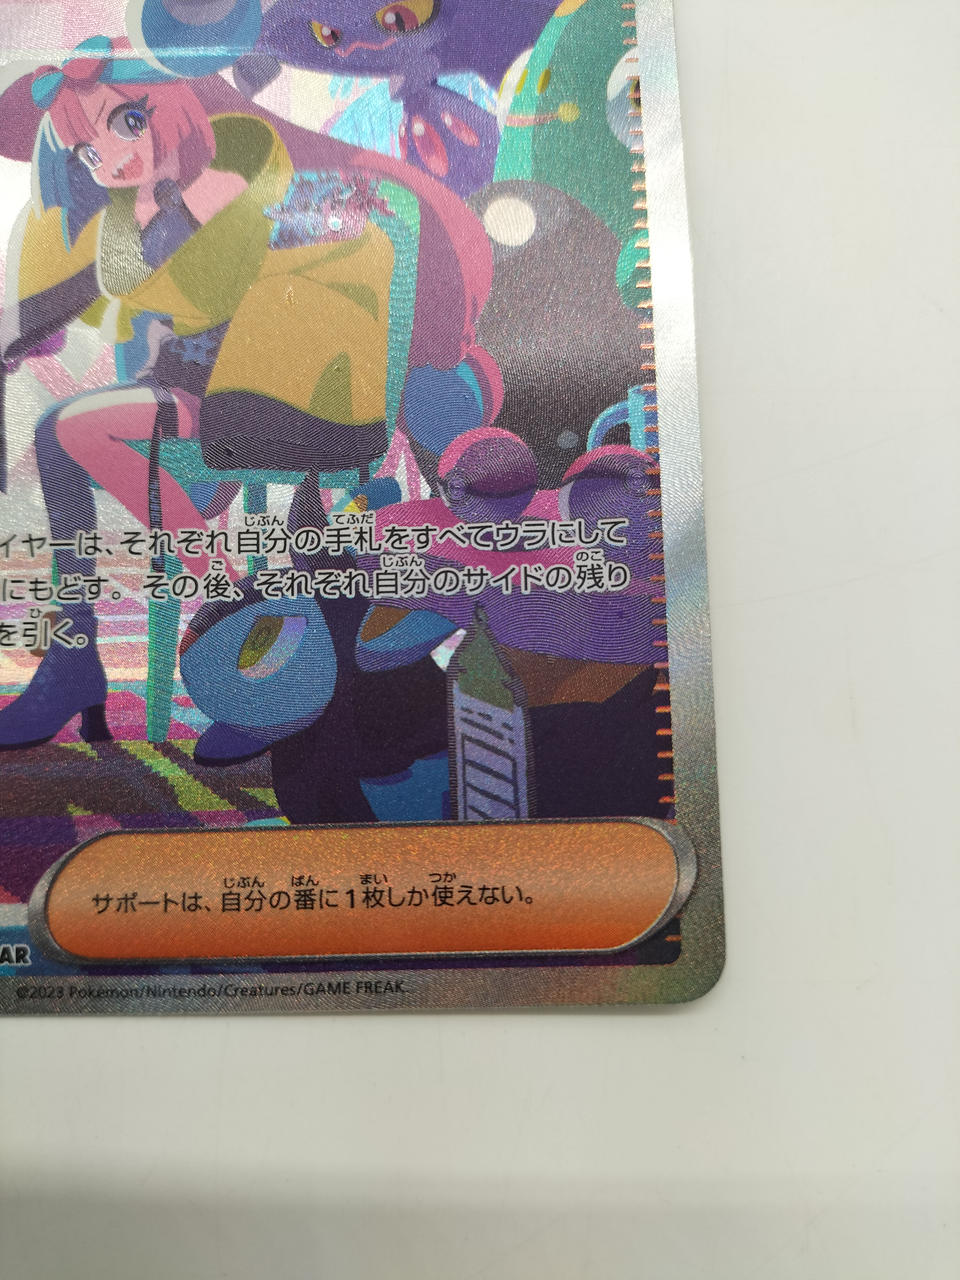 イヤーは、それぞれ自分の手札をすべてウラにして
にもどす。その後、それぞれ自分のサイドの残り
を引く。
サポートは、自分の番に1枚しか使えない。
AR
©2023 Pokémon/Nintendo/Creatures/GAME FREAK.